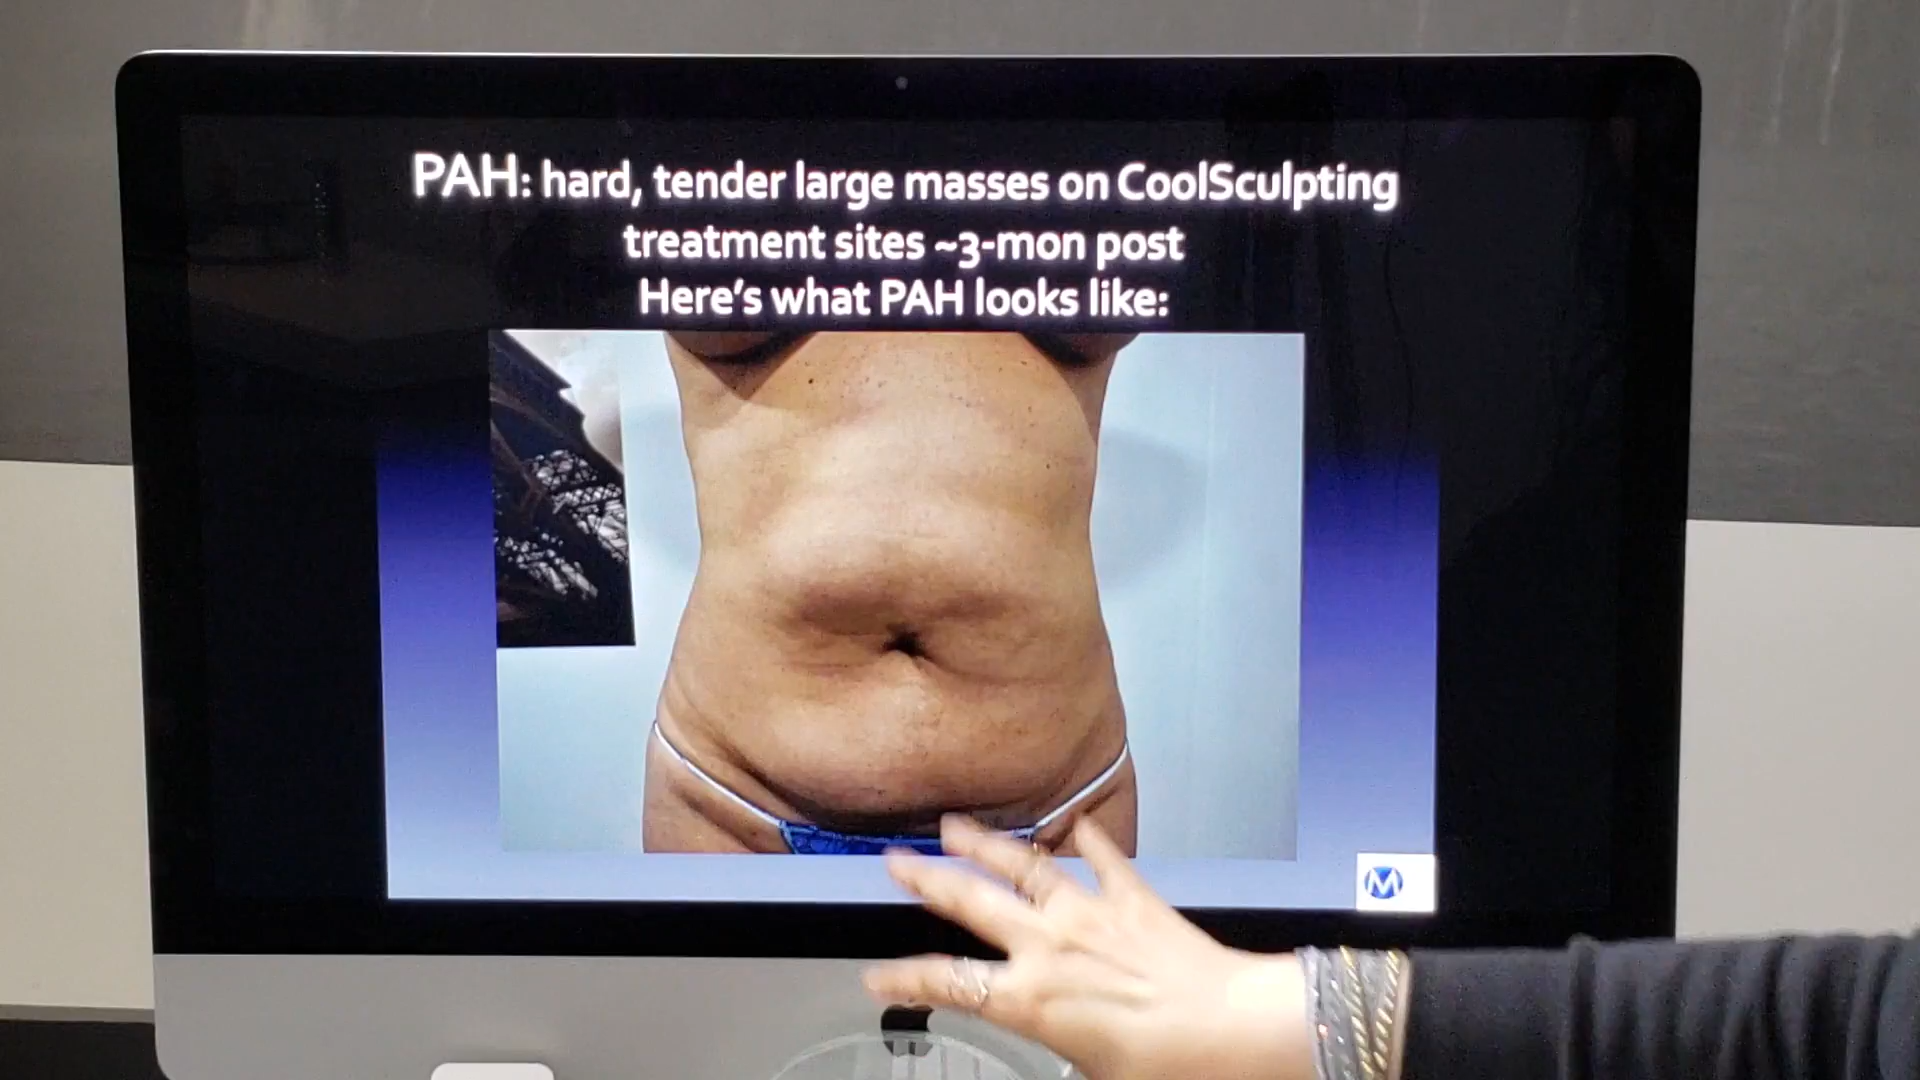 PAH: hard, tender large masses on CoolSculpting
treatment sites ~3-mon post
Here's what PAH looks like:
M